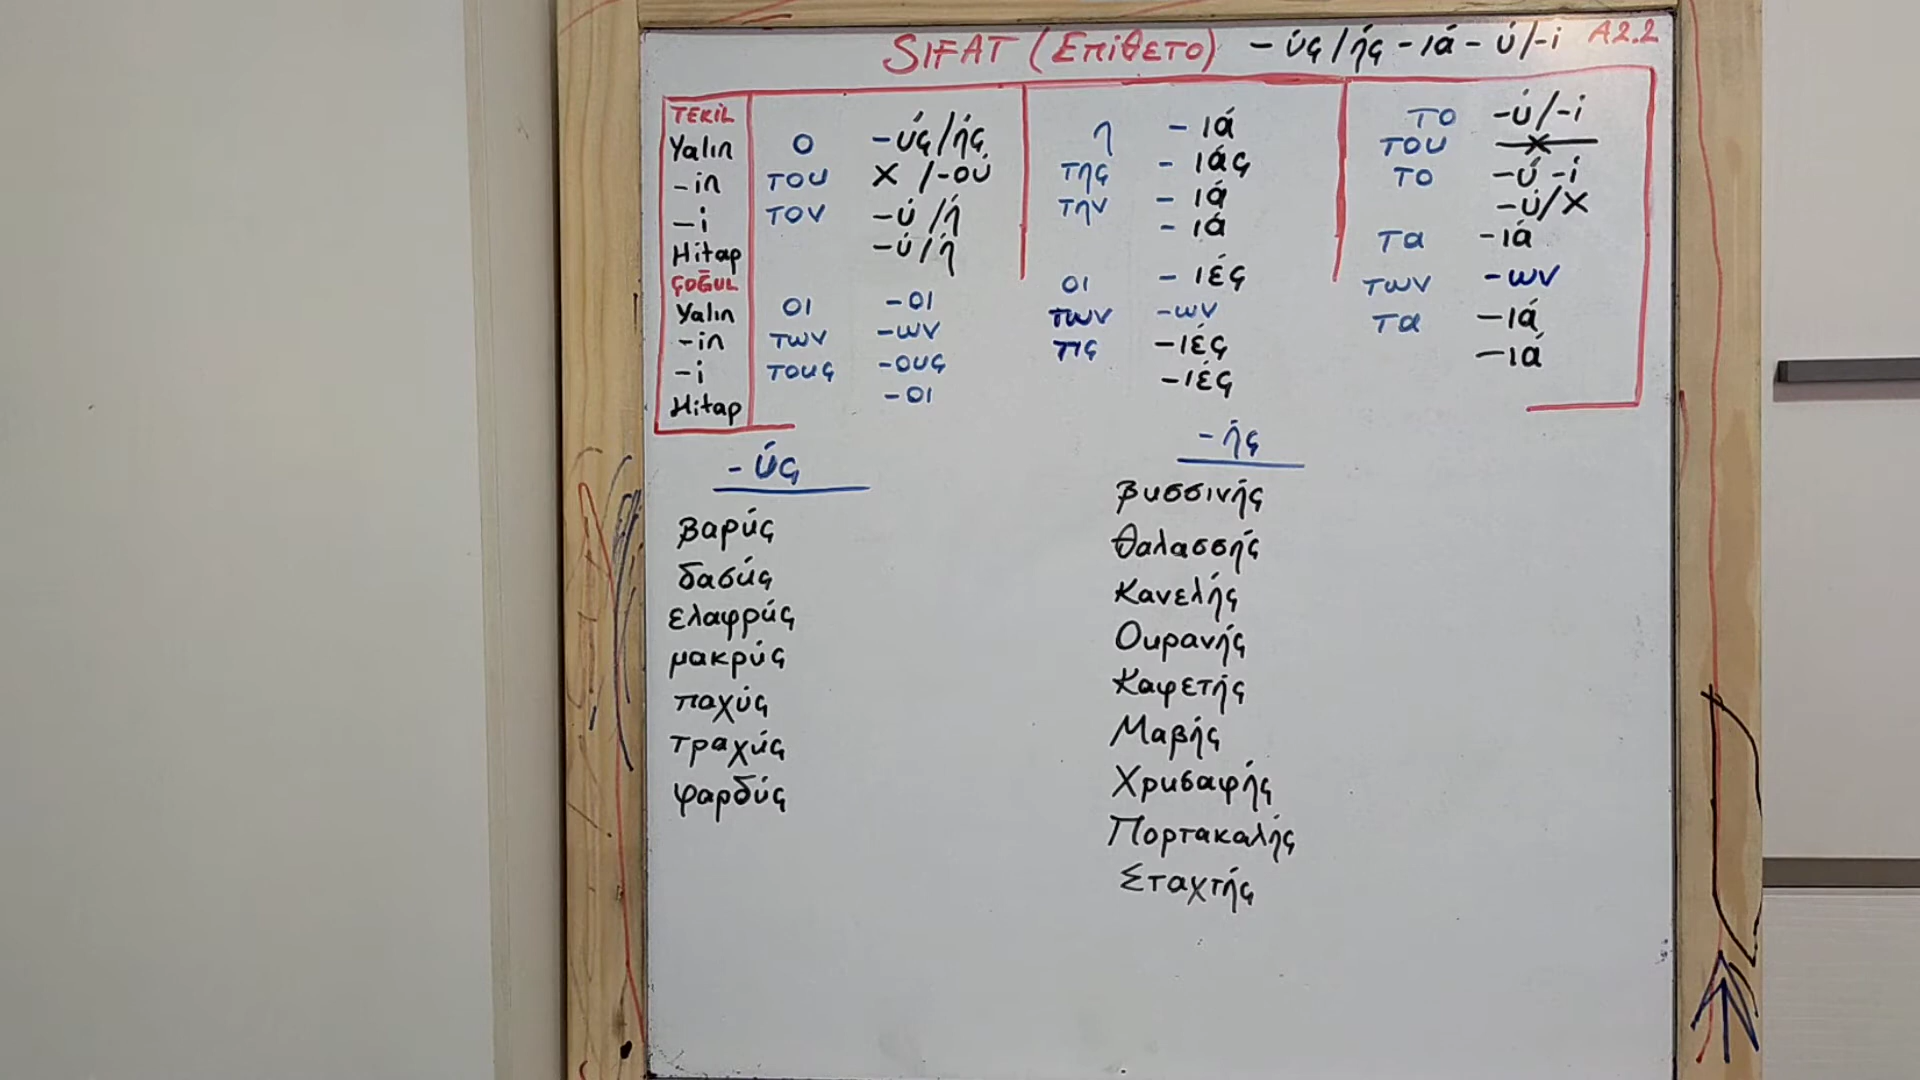 SIFAT (Επίθετο) -ύς/ής -ιά -ύ/-ί A2.2
TEKİL
Yalın ο -ύς/ής η -ιά το -ύ/-ί
-in του X/-ού της -ιάς του X
-i τον -ύ/ή την -ιά το -ύ -ί
Hitap -ύ/ή -ιά -ύ/X
ÇOĞUL
Yalın οι -οι οι -ιές τα -ιά
-in των -ων των -ων των -ων
-i τους -ους τις -ιές τα -ιά
Hitap -οι -ιές -ιά
-ύς
βαρύς
δασύς
ελαφρύς
μακρύς
παχύς
τραχύς
φαρδύς
-ής
βυσσινής
θαλασσής
Κανελής
Ουρανής
Καφετής
Μαβής
Χρυσαφής
Πορτακαλής
Σταχτής